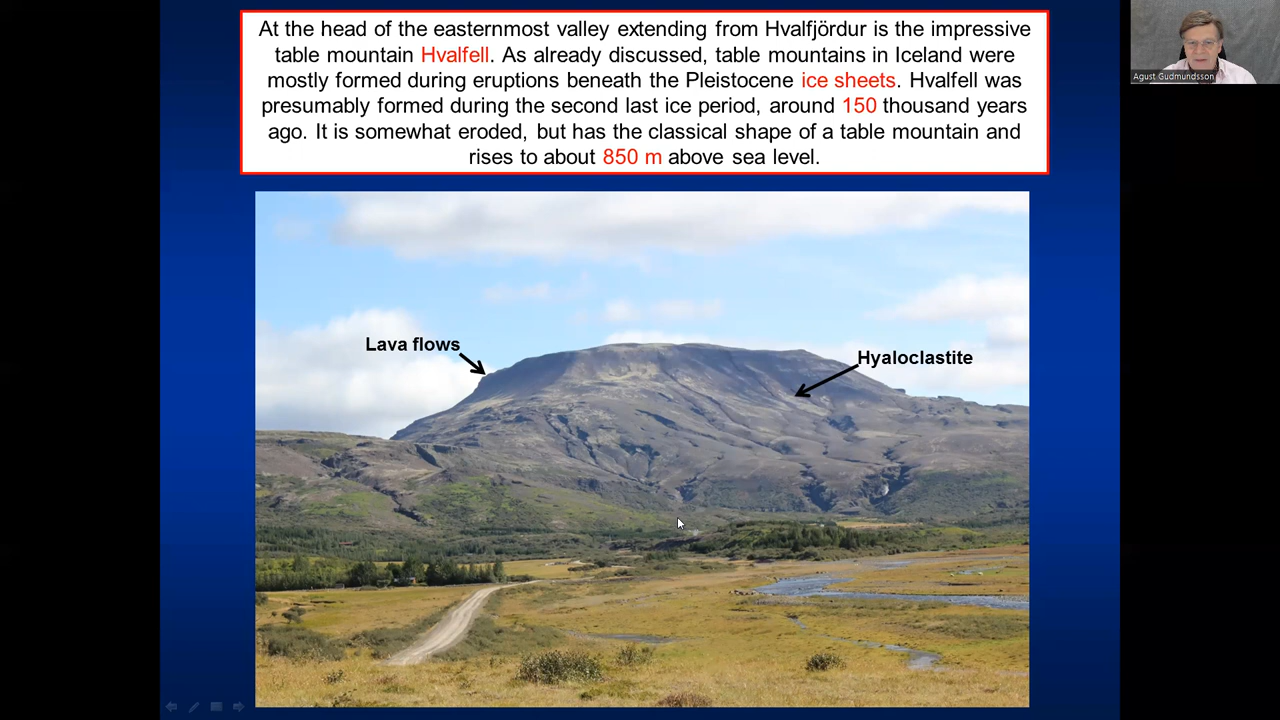 At the head of the easternmost valley extending from Hvalfjördur is the impressive
table mountain Hvalfell. As already discussed, table mountains in Iceland were
mostly formed during eruptions beneath the Pleistocene ice sheets. Hvalfell was
presumably formed during the second last ice period, around 150 thousand years
ago. It is somewhat eroded, but has the classical shape of a table mountain and
rises to about 850 m above sea level.
Agust Gudmundsson
Lava flows
Hyaloclastite